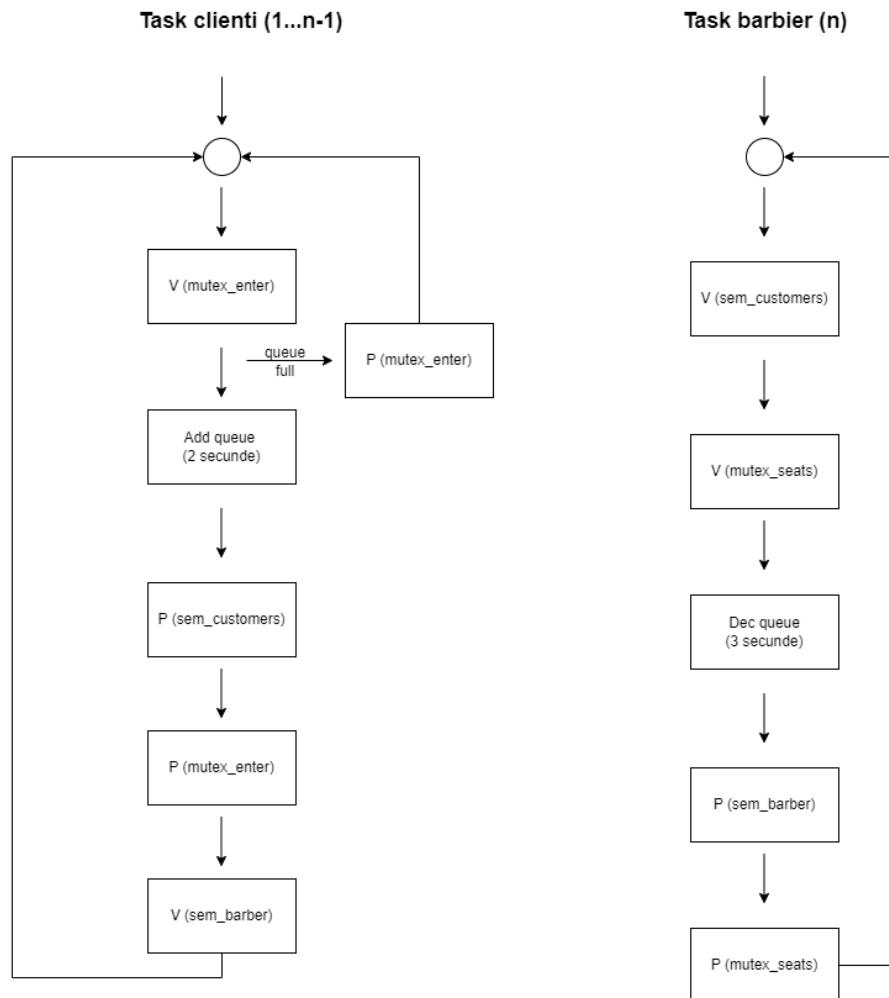 Task clienti (1...n-1)
V (mutex_enter)
queue
full
P (mutex_enter)
Add queue
(2 secunde)
P (sem_customers)
P (mutex_enter)
V (sem_barber)
Task barbier (n)
V (sem_customers)
V (mutex_seats)
Dec queue
(3 secunde)
P (sem_barber)
P (mutex_seats)